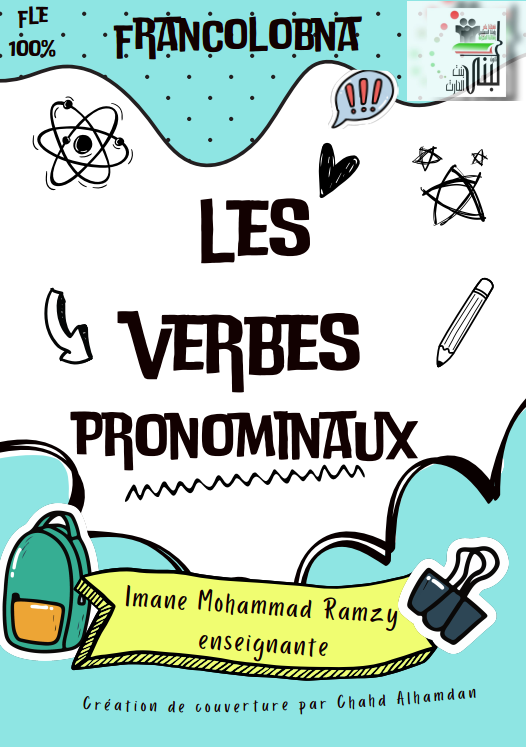 FLE
100%
FRANCOLOBNA
!!!
LES
VERBES
PRONOMINAUX
Imane Mohammad Ramzy
enseignante
Création de couverture par Chahd Alhamdan